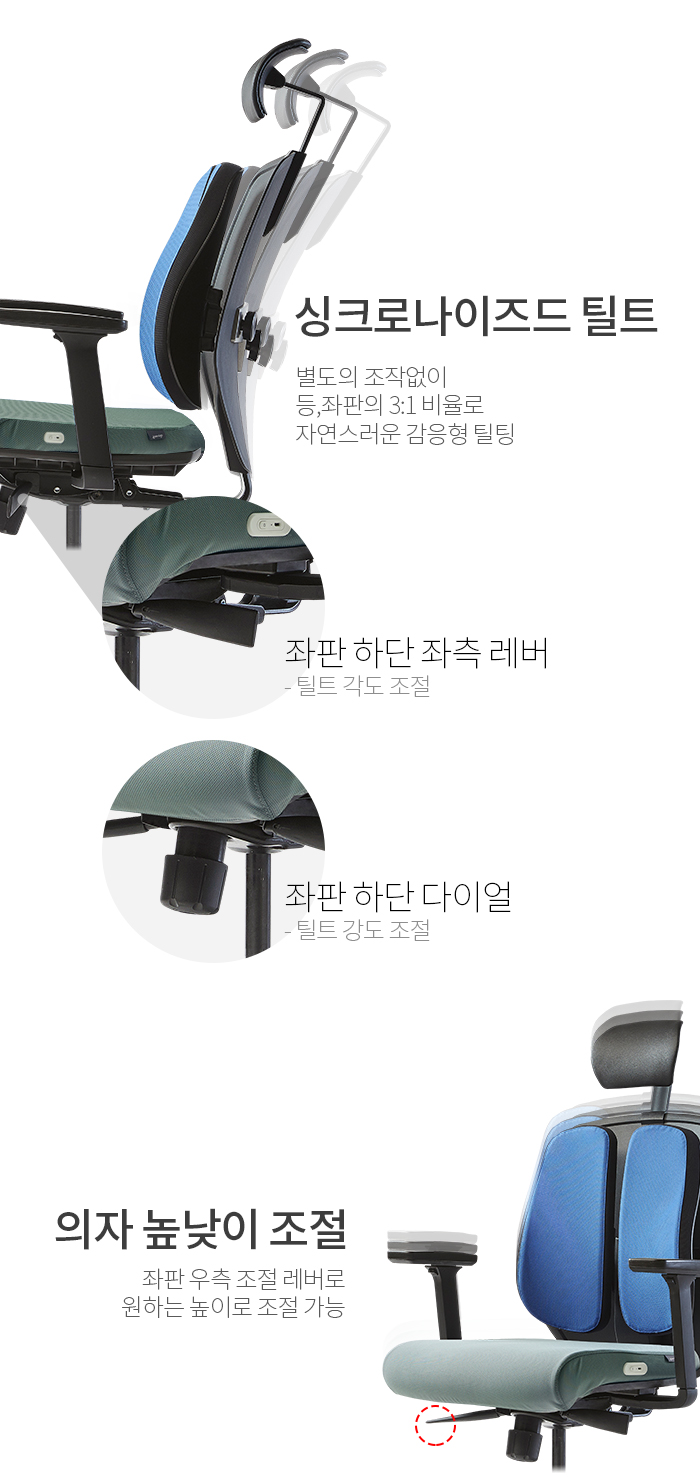 싱크로나이즈드 틸트
별도의 조작없이
등,좌판의 3:1 비율로
자연스러운 감응형 틸팅
좌판 하단 좌측 레버
- 틸트 각도 조절
좌판 하단 다이얼
- 틸트 강도 조절
의자 높낮이 조절
좌판 우측 조절 레버로
원하는 높이로 조절 가능